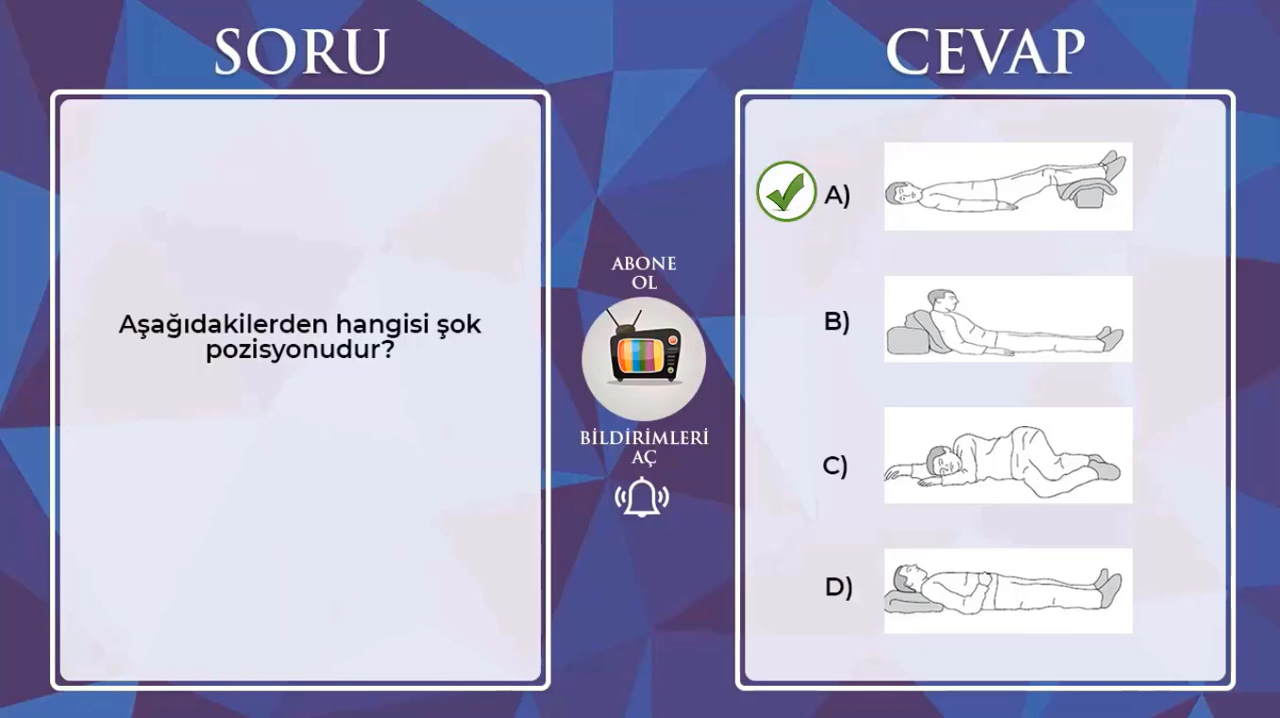 SORU
Aşağıdakilerden hangisi şok
pozisyonudur?
ABONE
OL
BİLDİRİMLERİ
AÇ
CEVAP
A)
B)
C)
D)